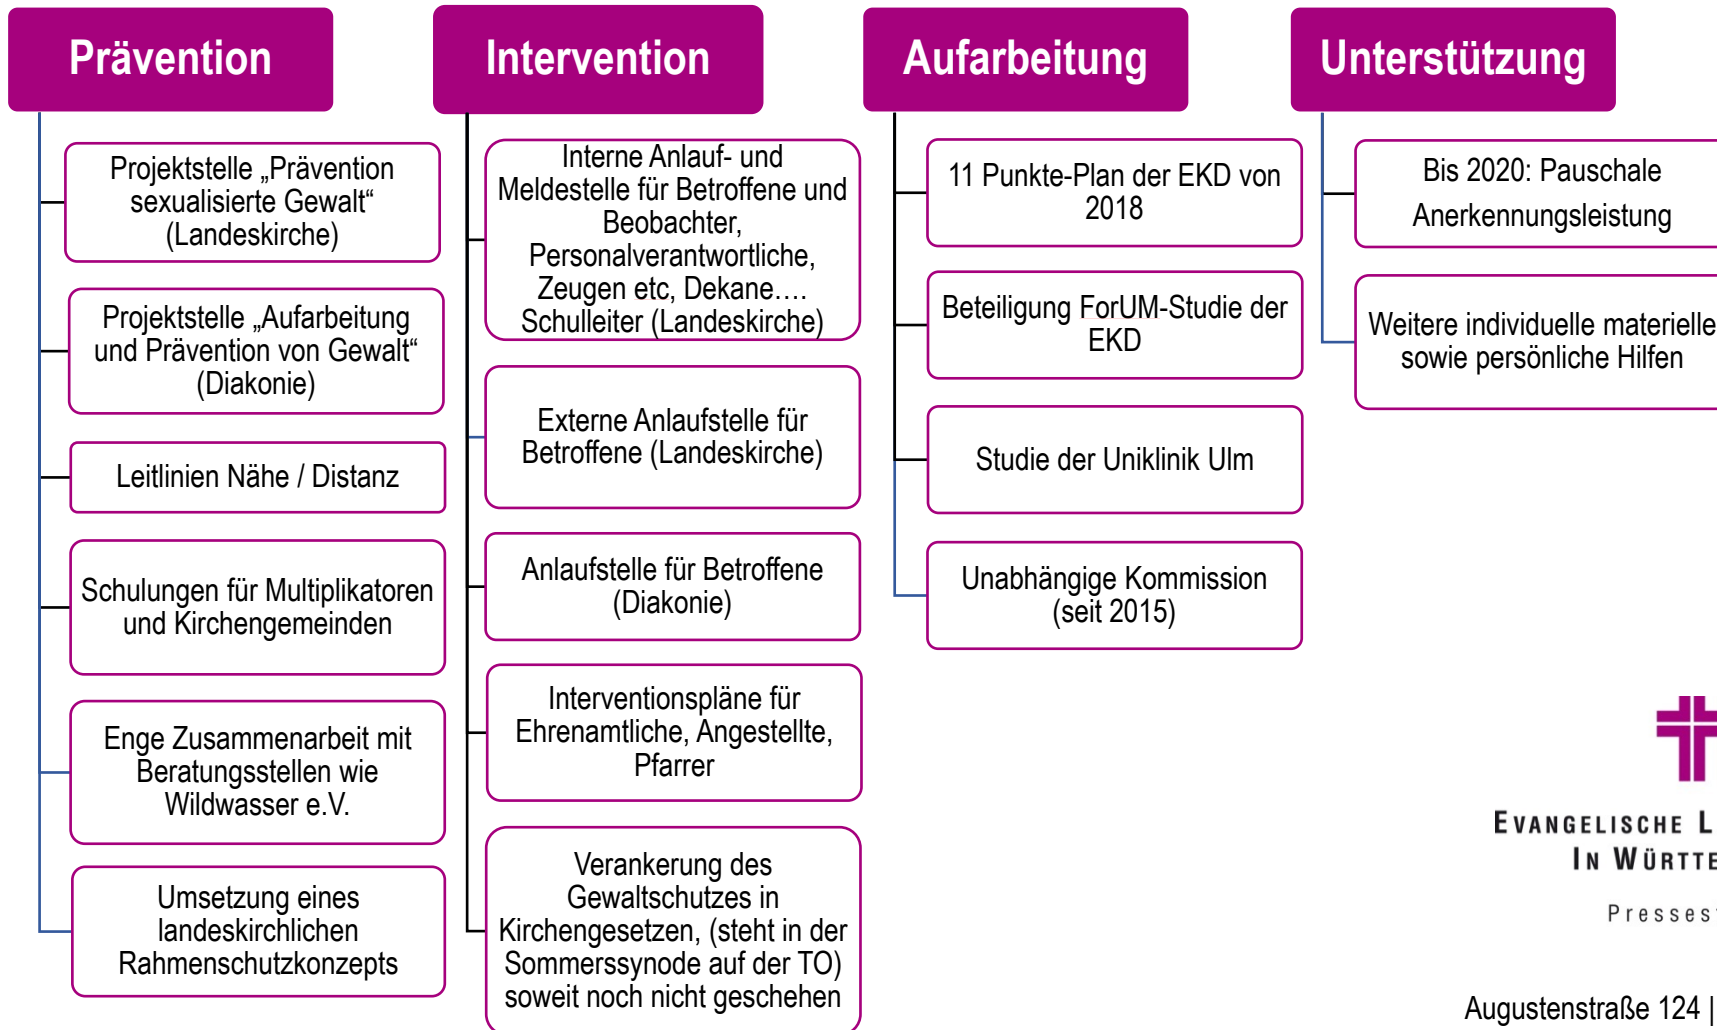 Prävention
Projektstelle „Prävention
sexualisierte Gewalt“
(Landeskirche)
Projektstelle „Aufarbeitung
und Prävention von Gewalt“
(Diakonie)
Leitlinien Nähe / Distanz
Schulungen für Multiplikatoren
und Kirchengemeinden
Enge Zusammenarbeit mit
Beratungsstellen wie
Wildwasser e.V.
Umsetzung eines
landeskirchlichen
Rahmenschutzkonzepts
Intervention
Interne Anlauf- und
Meldestelle für Betroffene und
Beobachter,
Personalverantwortliche,
Zeugen etc, Dekane….
Schulleiter (Landeskirche)
Externe Anlaufstelle für
Betroffene (Landeskirche)
Anlaufstelle für Betroffene
(Diakonie)
Interventionspläne für
Ehrenamtliche, Angestellte,
Pfarrer
Verankerung des
Gewaltschutzes in
Kirchengesetzen, (steht in der
Sommerssynode auf der TO)
soweit noch nicht geschehen
Aufarbeitung
11 Punkte-Plan der EKD von
2018
Beteiligung ForUM-Studie der
EKD
Studie der Uniklinik Ulm
Unabhängige Kommission
(seit 2015)
Unterstützung
Bis 2020: Pauschale
Anerkennungsleistung
Weitere individuelle materielle
sowie persönliche Hilfen
EVANGELISCHE L
IN WÜRTTE
Presses
Augustenstraße 124 |